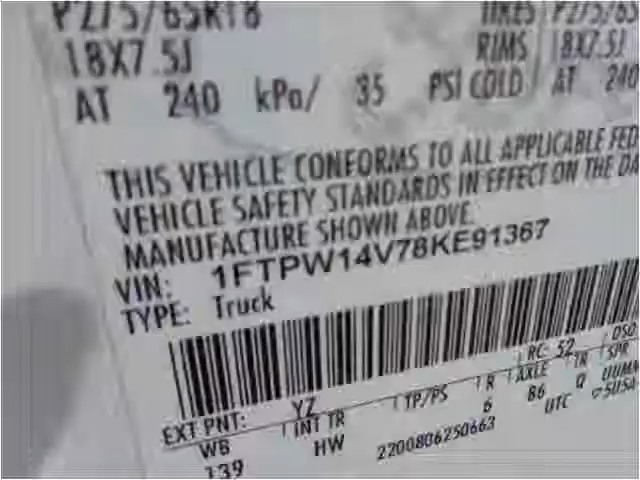 P275/65R18 TIRES P275/65
18X7.5J RIMS 18X7.5J
AT 240 kPa/ 35 PSI COLD AT 240
THIS VEHICLE CONFORMS TO ALL APPLICABLE FED
VEHICLE SAFETY STANDARDS IN EFFECT ON THE DA
MANUFACTURE SHOWN ABOVE.
VIN: 1FTPW14V78KE91367
TYPE: Truck
RC: 52 DSO
EXT PNT: YZ
WB INT TR TP/PS R AXLE TR SPR
139 HW 6 B6 Q UUMA
2200806250663 UTC